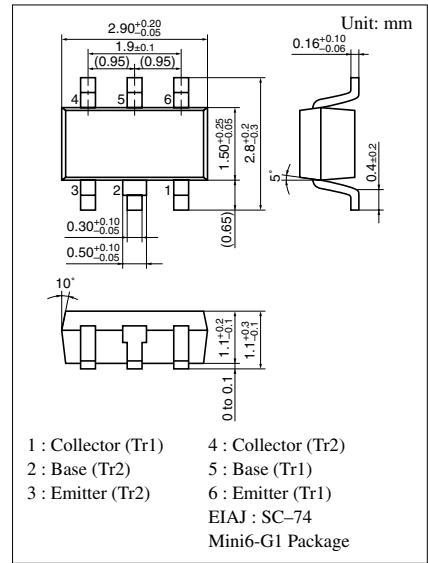 Unit: mm
2.90 +0.20 −0.05
1.9±0.1
(0.95) (0.95)
0.16 +0.10 −0.06
4 5 6
1.50 +0.25 −0.05
2.8 +0.2 −0.3
5°
0.4±0.2
3 2 1
(0.65)
0.30 +0.10 −0.05
0.50 +0.10 −0.05
10°
1.1 +0.2 −0.1
1.1 +0.3 −0.1
0 to 0.1
1 : Collector (Tr1)
2 : Base (Tr2)
3 : Emitter (Tr2)
4 : Collector (Tr2)
5 : Base (Tr1)
6 : Emitter (Tr1)
EIAJ : SC–74
Mini6-G1 Package